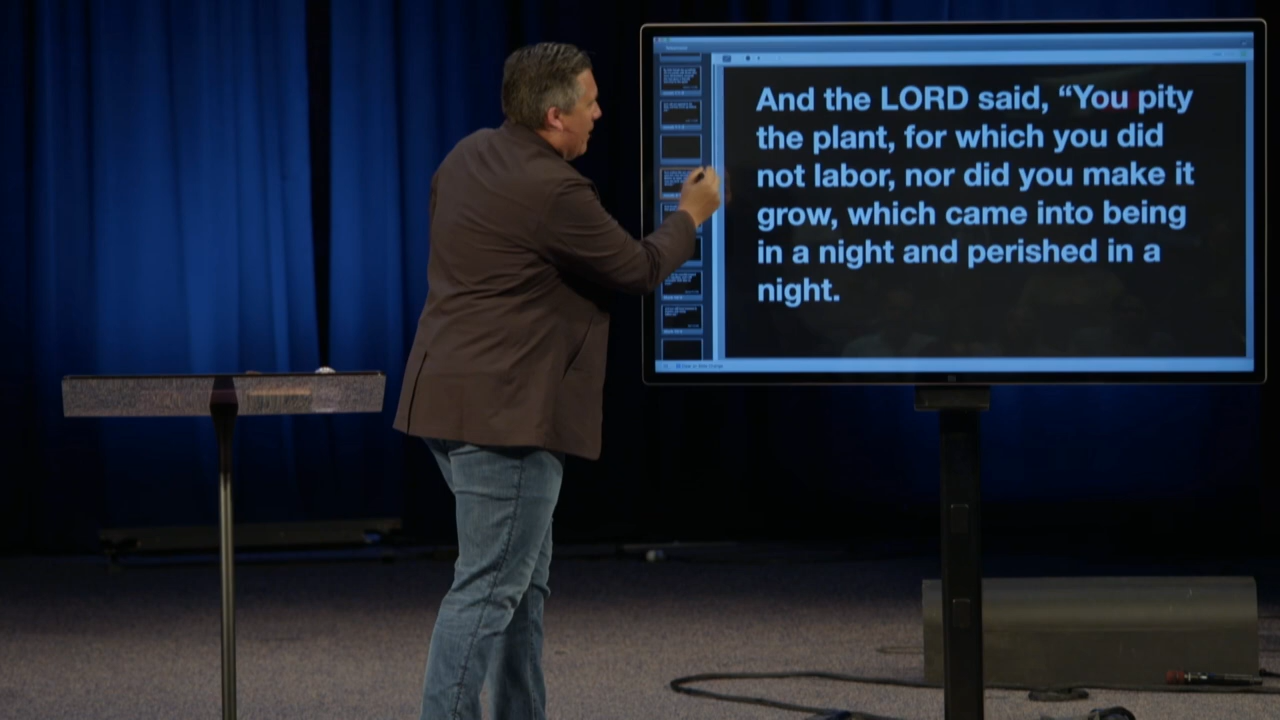 And the LORD said, “You pity
the plant, for which you did
not labor, nor did you make it
grow, which came into being
in a night and perished in a
night.